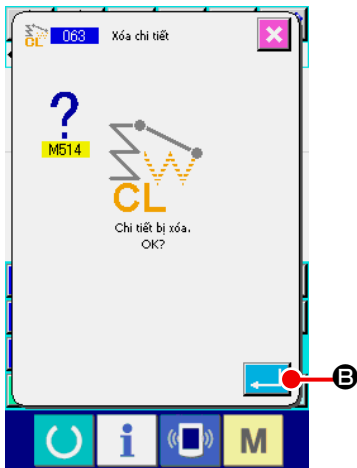 CL 063 Xóa chi tiết
?
M514
CL
Chi tiết bị xóa.
OK?
B
i M